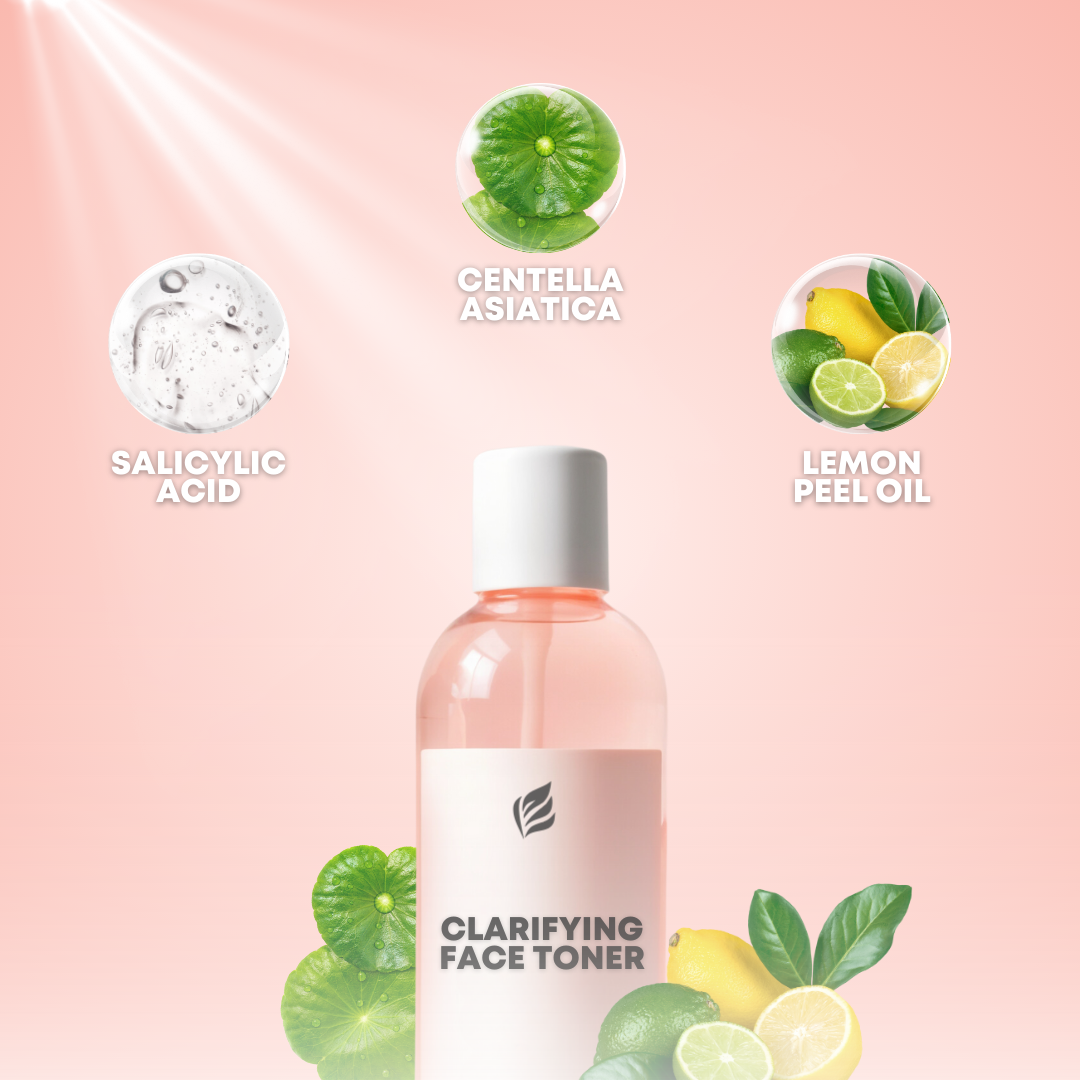 CENTELLA
ASIATICA
SALICYLIC
ACID
LEMON
PEEL OIL
CLARIFYING
FACE TONER